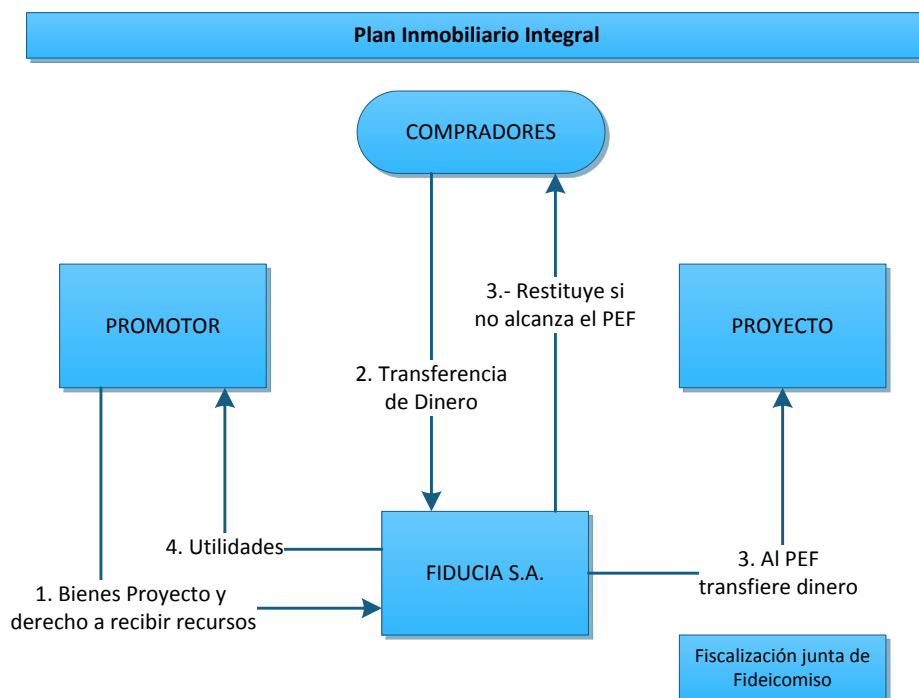 Plan Inmobiliario Integral
COMPRADORES
3.- Restituye si
no alcanza el PEF
PROMOTOR
PROYECTO
2. Transferencia
de Dinero
4. Utilidades
FIDUCIA S.A.
3. Al PEF
transfiere dinero
1. Bienes Proyecto y
derecho a recibir recursos
Fiscalización junta de
Fideicomiso